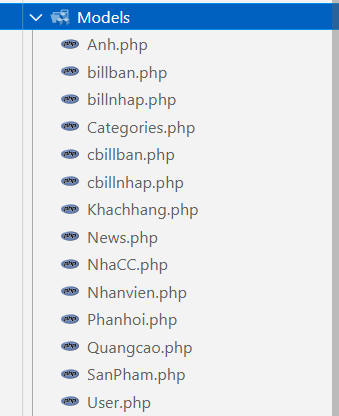 Models
Anh.php
billban.php
billnhap.php
Categories.php
cbillban.php
cbillnhap.php
Khachhang.php
News.php
NhaCC.php
Nhanvien.php
Phanhoi.php
Quangcao.php
SanPham.php
User.php